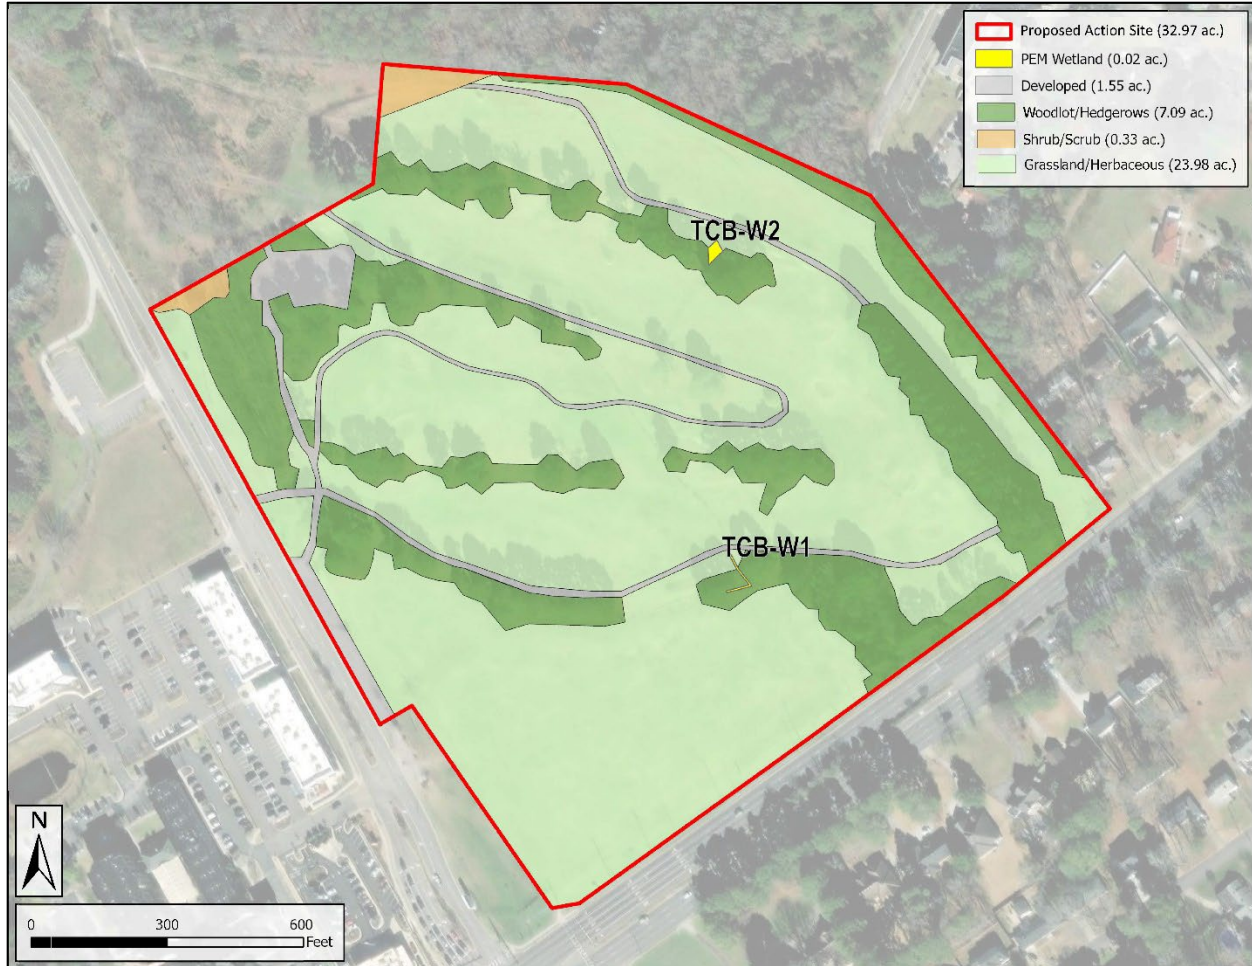 Proposed Action Site (32.97 ac.)
PEM Wetland (0.02 ac.)
Developed (1.55 ac.)
Woodlot/Hedgerows (7.09 ac.)
Shrub/Scrub (0.33 ac.)
Grassland/Herbaceous (23.98 ac.)
TCB-W2
TCB-W1
N
0 300 600
Feet